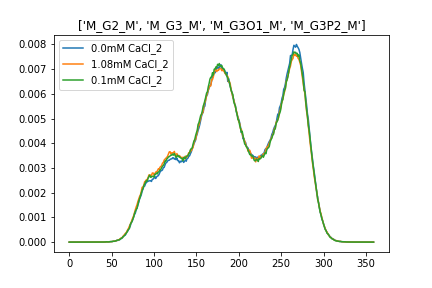 ['M_G2_M', 'M_G3_M', 'M_G3O1_M', 'M_G3P2_M']
0.008
0.007
0.006
0.005
0.004
0.003
0.002
0.001
0.000
0.0mM CaCl_2
1.08mM CaCl_2
0.1mM CaCl_2
0 50 100 150 200 250 300 350